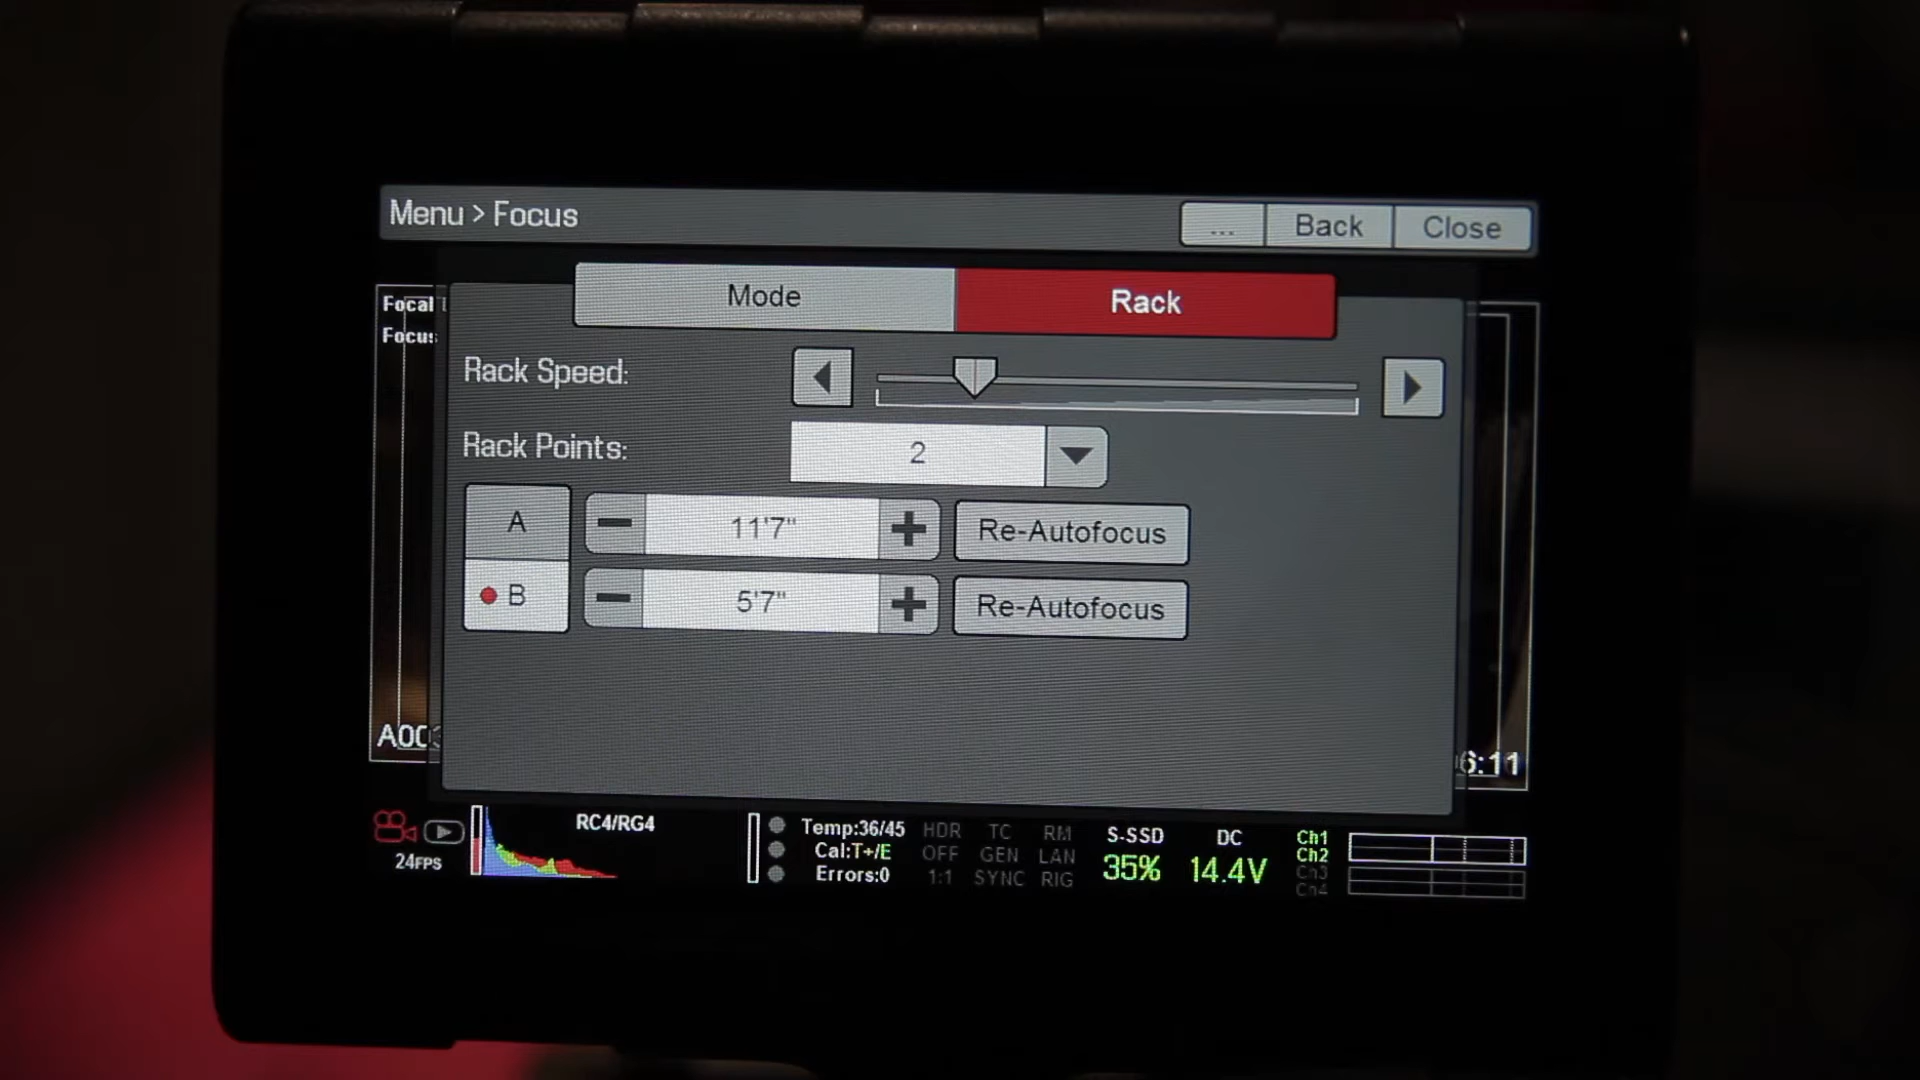 Menu > Focus
... Back Close
Mode Rack
Focal
Focus
Rack Speed:
Rack Points: 2
A 11'7" Re-Autofocus
B 5'7" Re-Autofocus
A00
6:11
RC4/RG4
24FPS
Temp:36/45
Cal:T+/E
Errors:0
HDR TC RM
OFF GEN LAN
1:1 SYNC RIG
S-SSD
35%
DC
14.4V
Ch1
Ch2
Ch3
Ch4